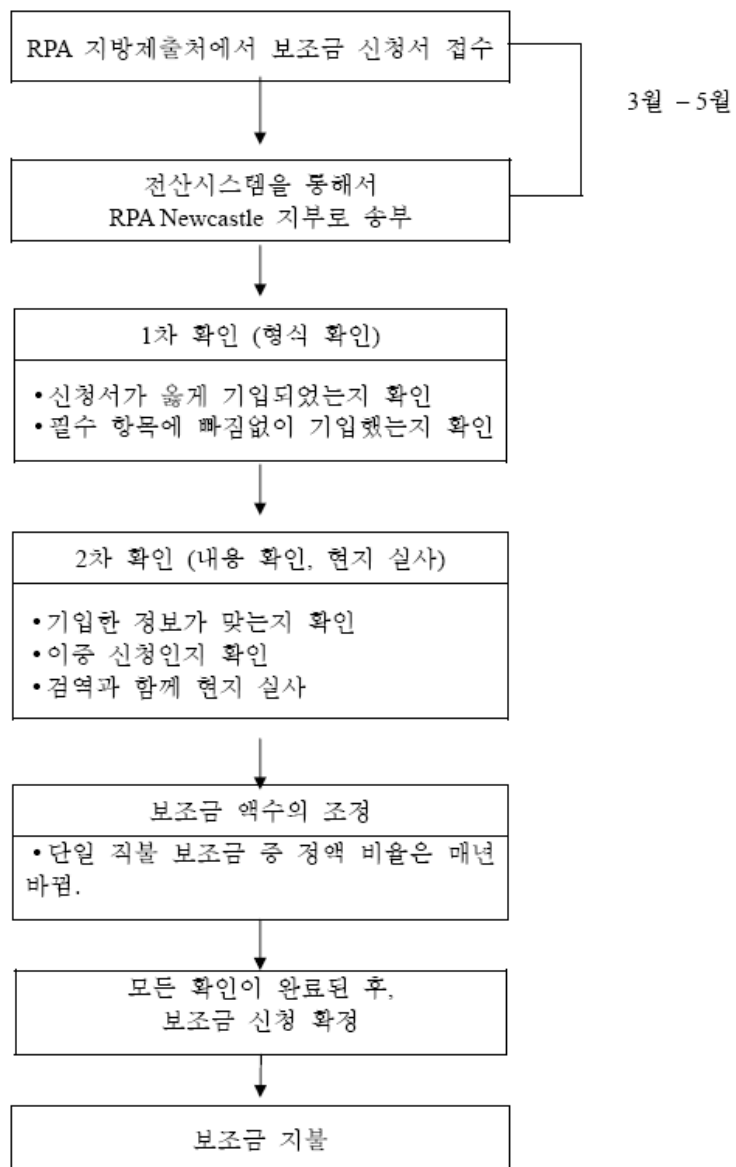 RPA 지방제출처에서 보조금 신청서 접수
3월 – 5월
전산시스템을 통해서
RPA Newcastle 지부로 송부
1차 확인 (형식 확인)
•신청서가 옳게 기입되었는지 확인
•필수 항목에 빠짐없이 기입했는지 확인
2차 확인 (내용 확인, 현지 실사)
•기입한 정보가 맞는지 확인
•이중 신청인지 확인
•검역과 함께 현지 실사
보조금 액수의 조정
•단일 직불 보조금 중 정액 비율은 매년
바뀜.
모든 확인이 완료된 후,
보조금 신청 확정
보조금 지불